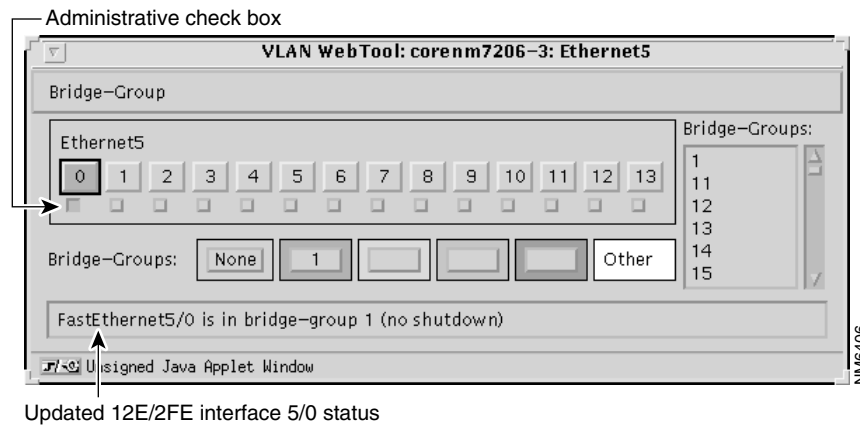 Administrative check box
VLAN WebTool: corenm7206-3: Ethernet5
Bridge-Group
Ethernet5
0 1 2 3 4 5 6 7 8 9 10 11 12 13
Bridge-Groups:
1
11
12
13
14
15
Bridge-Groups: None 1 Other
FastEthernet5/0 is in bridge-group 1 (no shutdown)
Unsigned Java Applet Window
NM6496
Updated 12E/2FE interface 5/0 status